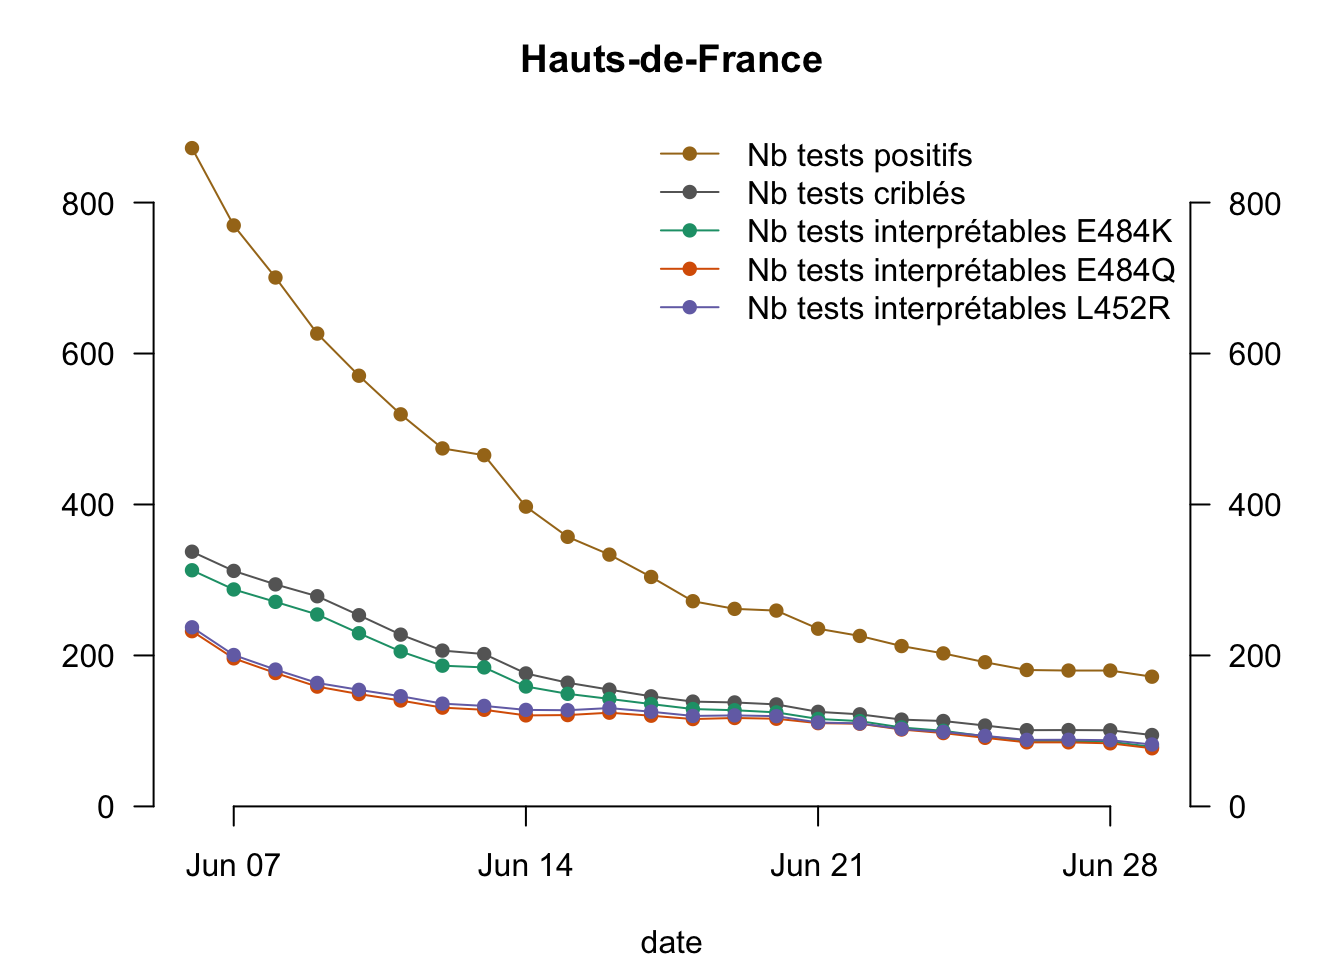 Hauts-de-France
Nb tests positifs
Nb tests criblés
Nb tests interprétables E484K
Nb tests interprétables E484Q
Nb tests interprétables L452R
800
600
400
200
0
800
600
400
200
0
Jun 07
Jun 14
Jun 21
Jun 28
date